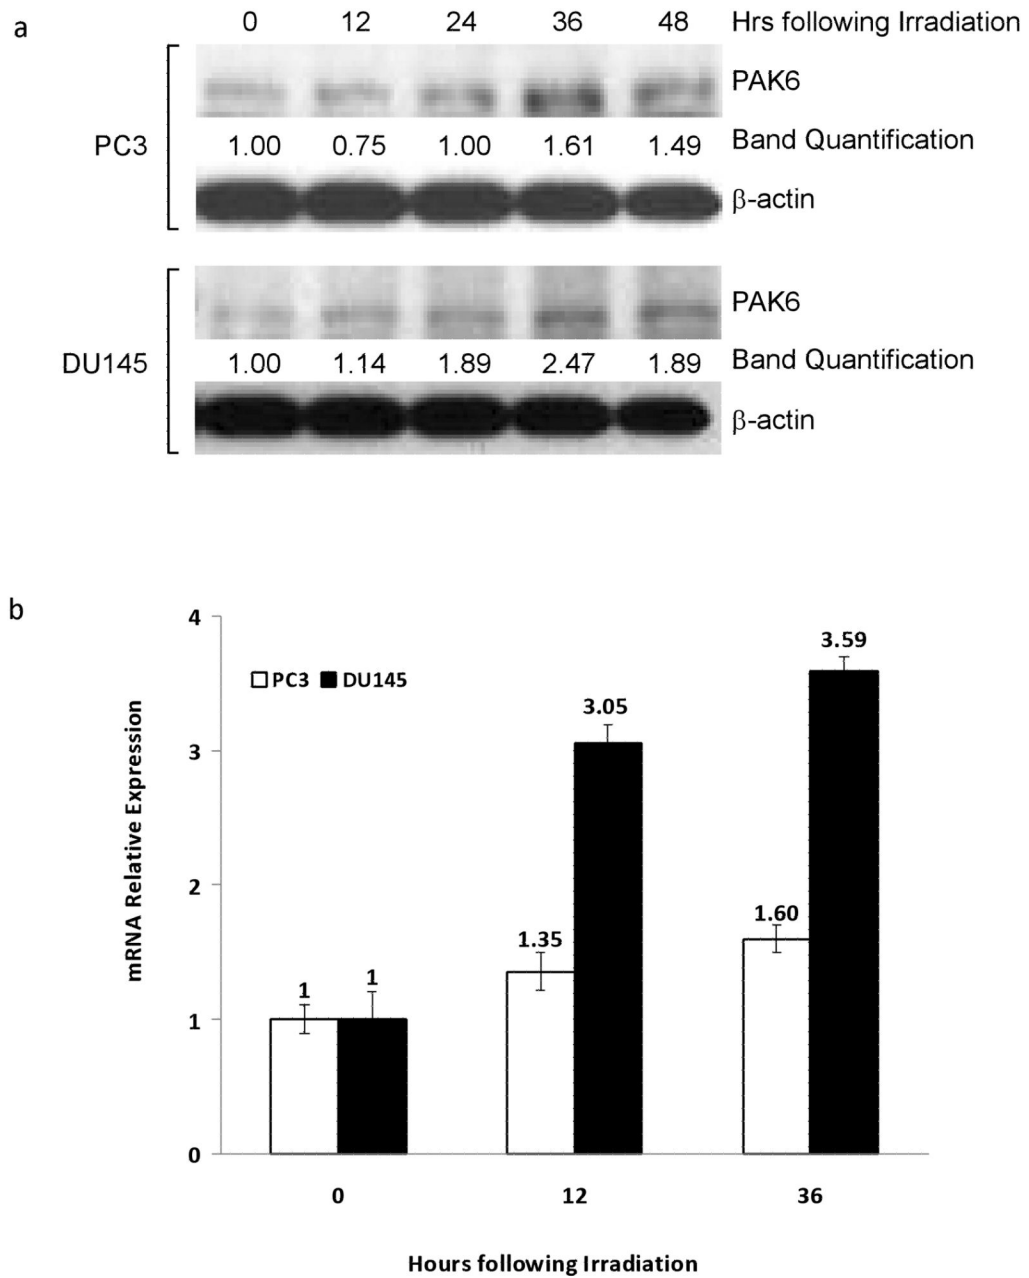 a
0 12 24 36 48 Hrs following Irradiation
PAK6
PC3 1.00 0.75 1.00 1.61 1.49 Band Quantification
β-actin
PAK6
DU145 1.00 1.14 1.89 2.47 1.89 Band Quantification
β-actin
b
4
3
2
1
0
mRNA Relative Expression
PC3 DU145
1 1
1.35 3.05
1.60 3.59
0 12 36
Hours following Irradiation